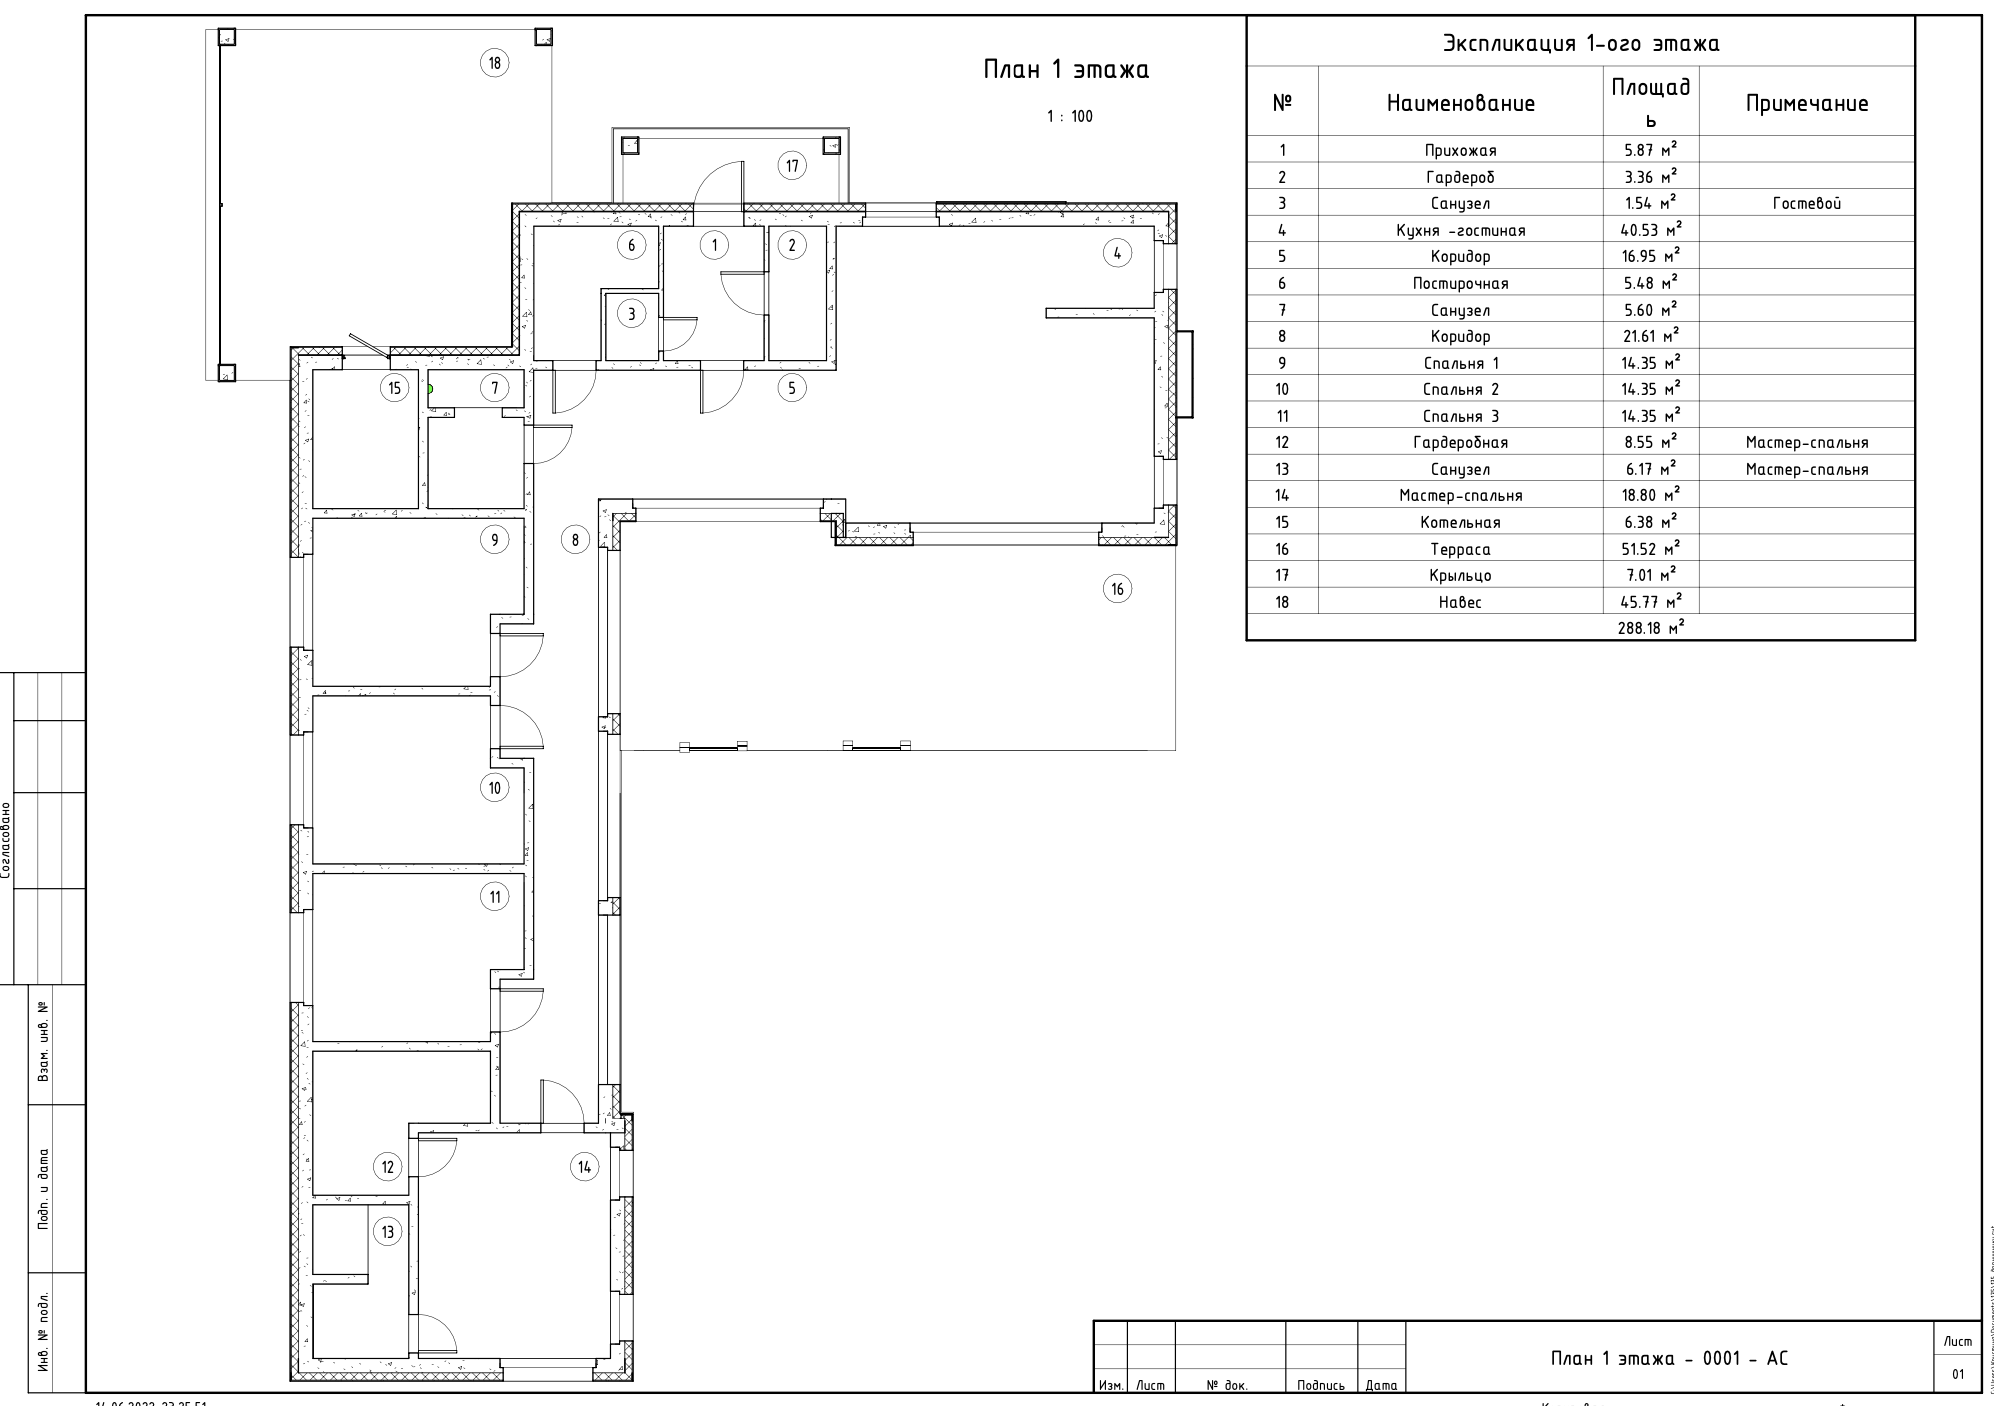 План 1 этажа
1 : 100
18
17
6
1
2
4
3
15
7
5
9
8
16
10
11
12
14
13
Экспликация 1-ого этажа
№ Наименование Площад
ь Примечание
1 Прихожая 5.87 м²
2 Гардероб 3.36 м²
3 Санузел 1.54 м² Гостевой
4 Кухня -гостиная 40.53 м²
5 Коридор 16.95 м²
6 Постирочная 5.48 м²
7 Санузел 5.60 м²
8 Коридор 21.61 м²
9 Спальня 1 14.35 м²
10 Спальня 2 14.35 м²
11 Спальня 3 14.35 м²
12 Гардеробная 8.55 м² Мастер-спальня
13 Санузел 6.17 м² Мастер-спальня
14 Мастер-спальня 18.80 м²
15 Котельная 6.38 м²
16 Терраса 51.52 м²
17 Крыльцо 7.01 м²
18 Навес 45.77 м²
288.18 м²
Согласовано
Взам. инв. №
Подп. и дата
Инв. № подл.
Изм. Лист № док. Подпись Дата
План 1 этажа - 0001 - АС
Лист
01